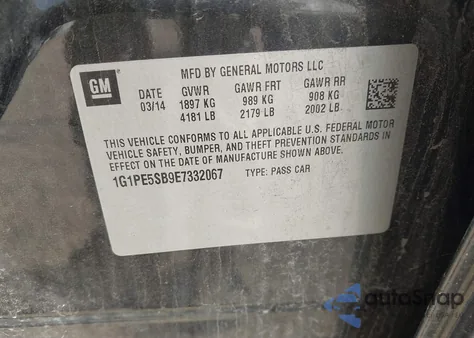 GM
MFD BY GENERAL MOTORS LLC
DATE GVWR GAWR FRT GAWR RR
03/14 1897 KG 989 KG 908 KG
4181 LB 2179 LB 2002 LB
THIS VEHICLE CONFORMS TO ALL APPLICABLE U.S. FEDERAL MOTOR
VEHICLE SAFETY, BUMPER, AND THEFT PREVENTION STANDARDS IN
EFFECT ON THE DATE OF MANUFACTURE SHOWN ABOVE.
1G1PE5SB9E7332067 TYPE: PASS CAR
autoSnap